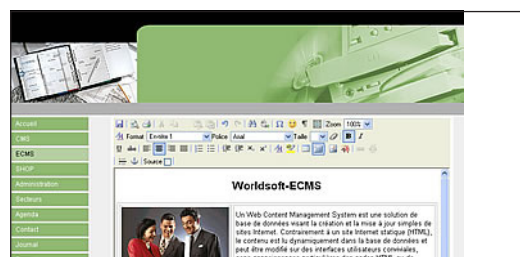 Accueil
CMS
ECMS
SHOP
Administration
Secteurs
Agenda
Contact
Journal
Zoom 100%
Format En-tête 1 Police Arial Taille
Source
Worldsoft-ECMS
Un Web Content Management System est une solution de
base de données visant la création et la mise à jour simples de
sites Internet. Contrairement à un site Internet statique (HTML),
le contenu est lu dynamiquement dans la base de données et
peut être modifié sur des interfaces utilisateurs conviviales,